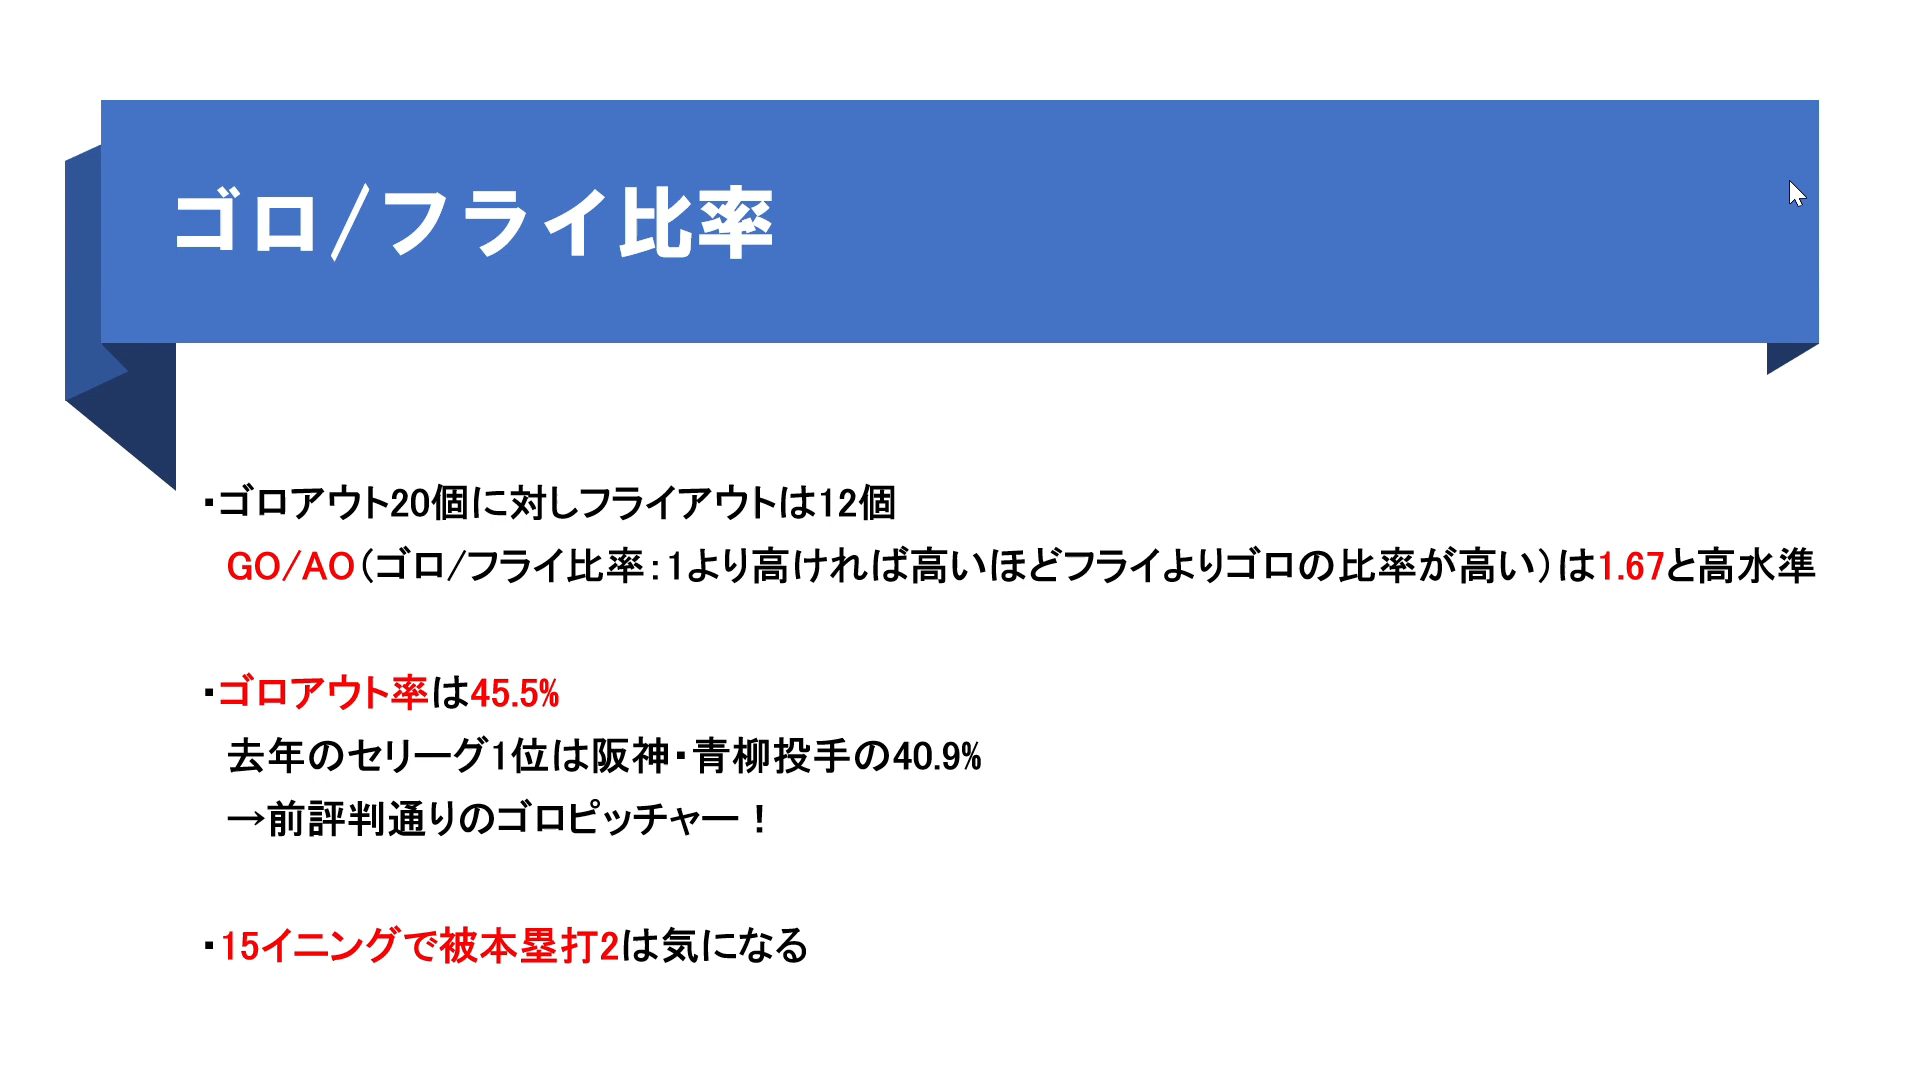 ゴロ/フライ比率
・ゴロアウト20個に対しフライアウトは12個
GO/AO（ゴロ/フライ比率：1より高ければ高いほどフライよりゴロの比率が高い）は1.67と高水準
・ゴロアウト率は45.5%
去年のセリーグ1位は阪神・青柳投手の40.9%
→前評判通りのゴロピッチャー！
・15イニングで被本塁打2は気になる